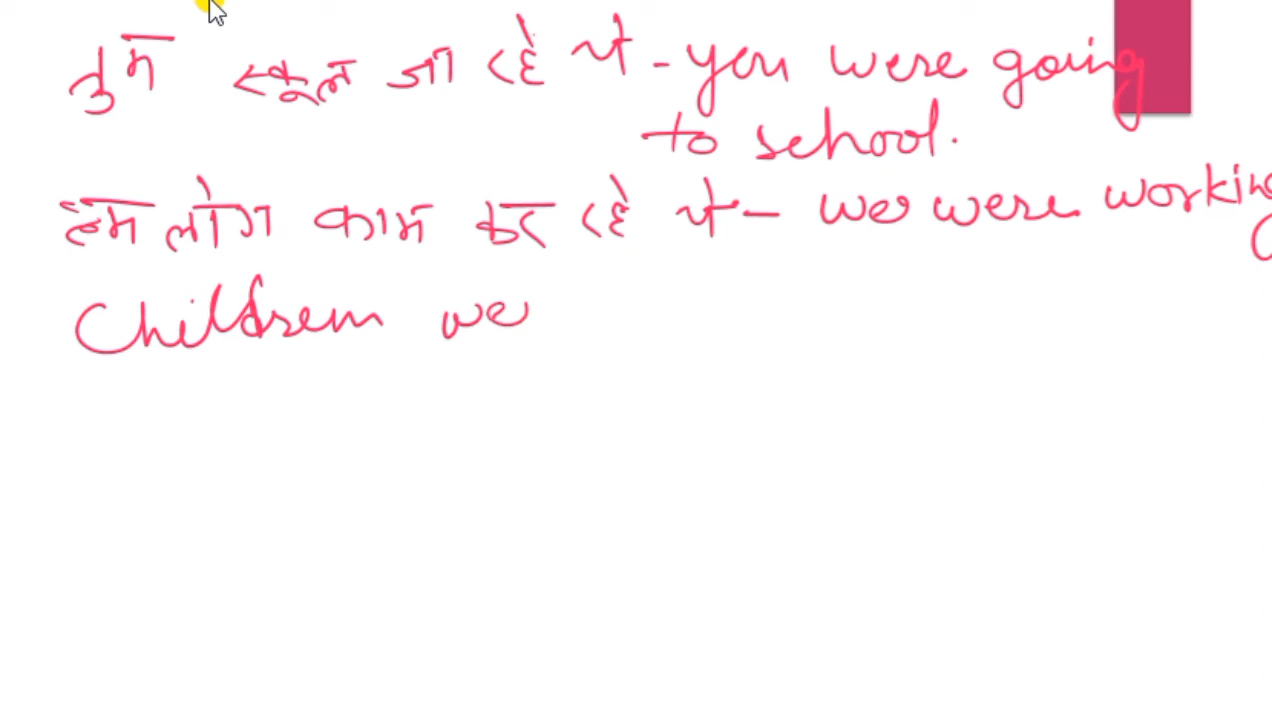 तुम स्कूल जा रहे थे - you were going
to school.
हम लोग काम कर रहे थे - we were working
Children we